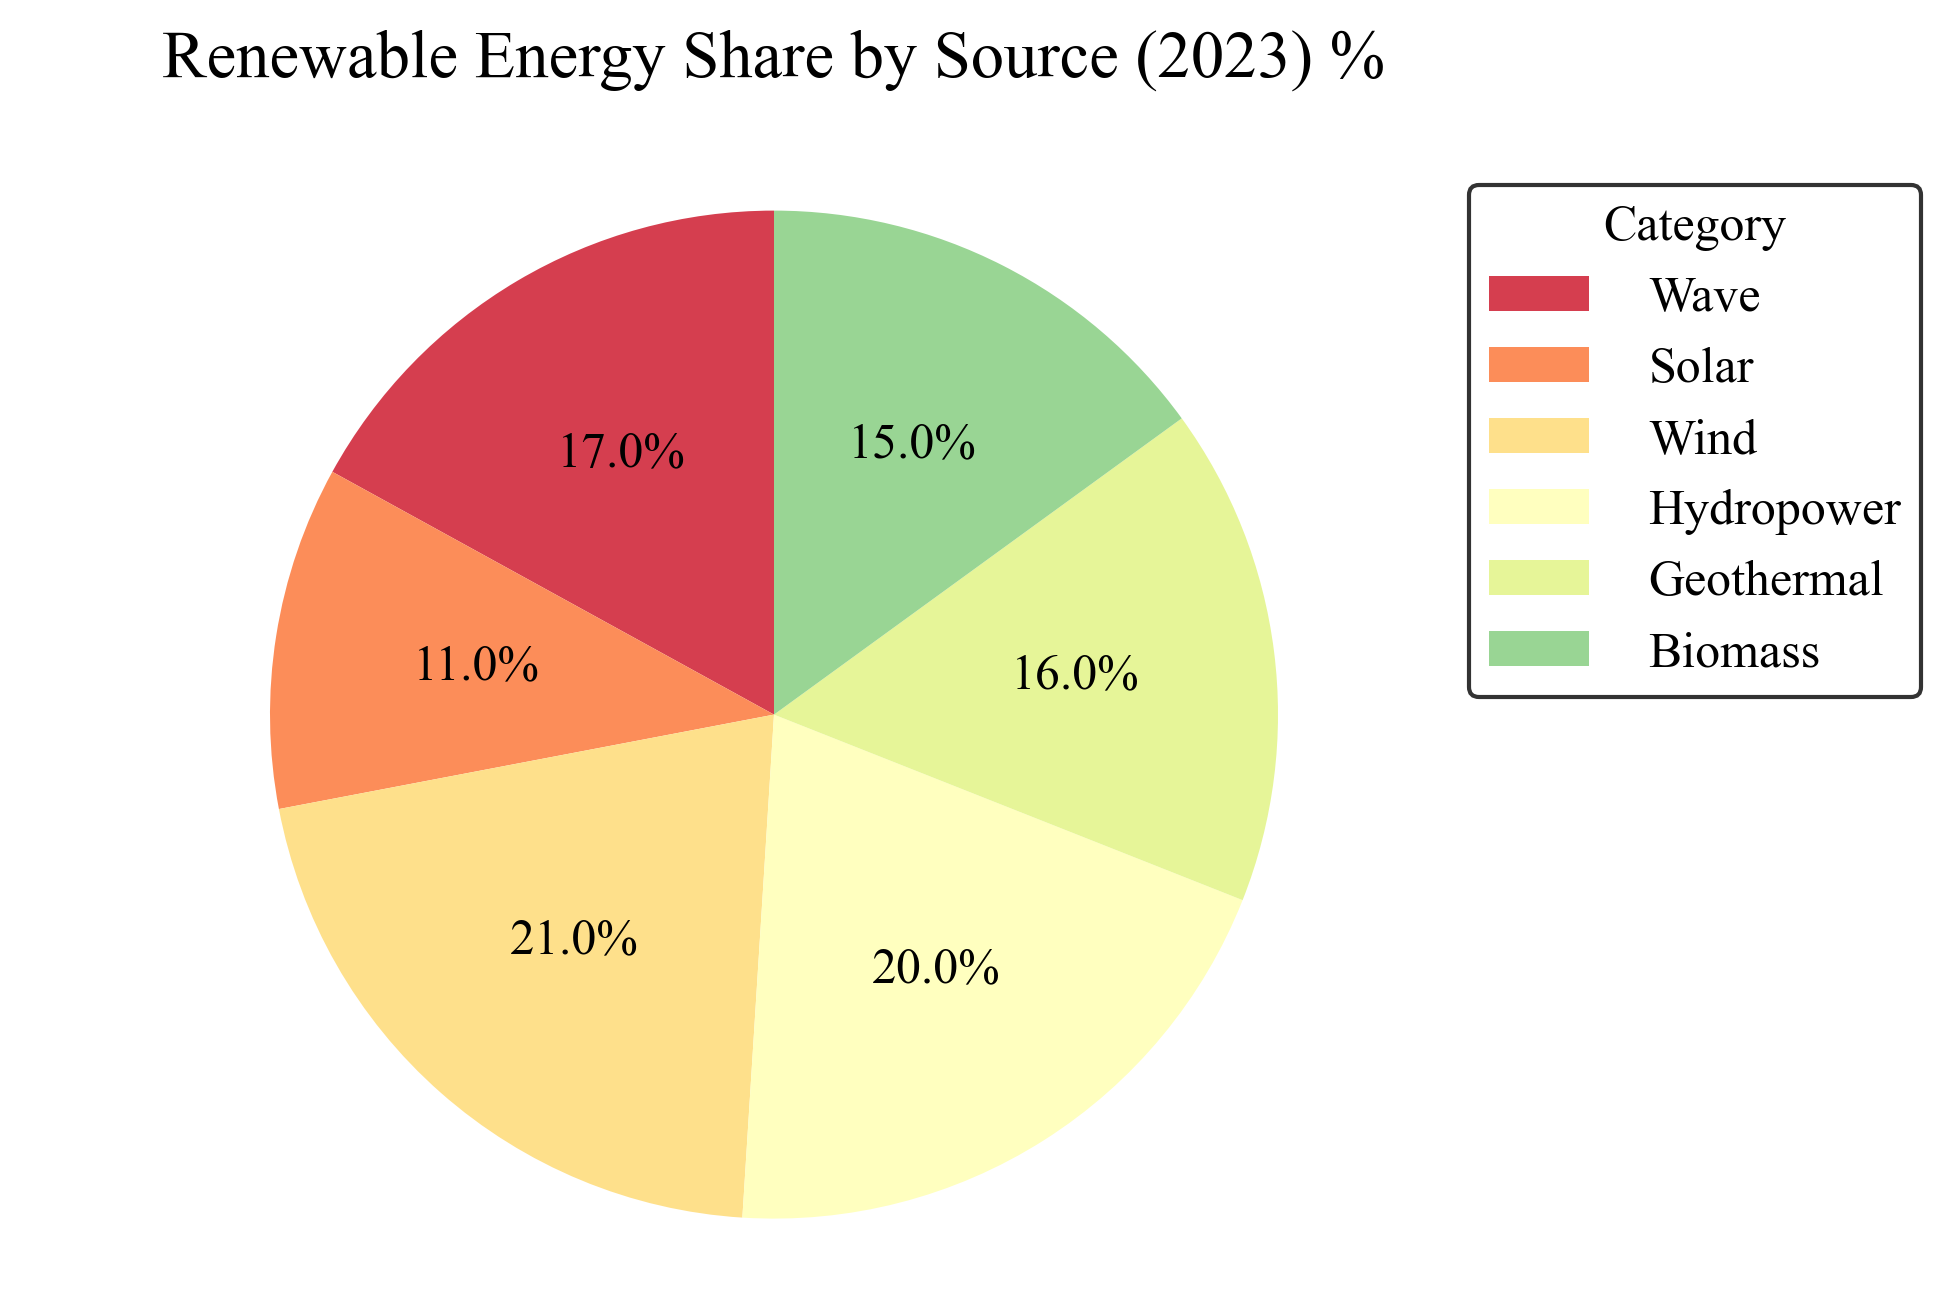 Renewable Energy Share by Source (2023) %
17.0%
15.0%
11.0%
16.0%
21.0%
20.0%
Category
Wave
Solar
Wind
Hydropower
Geothermal
Biomass